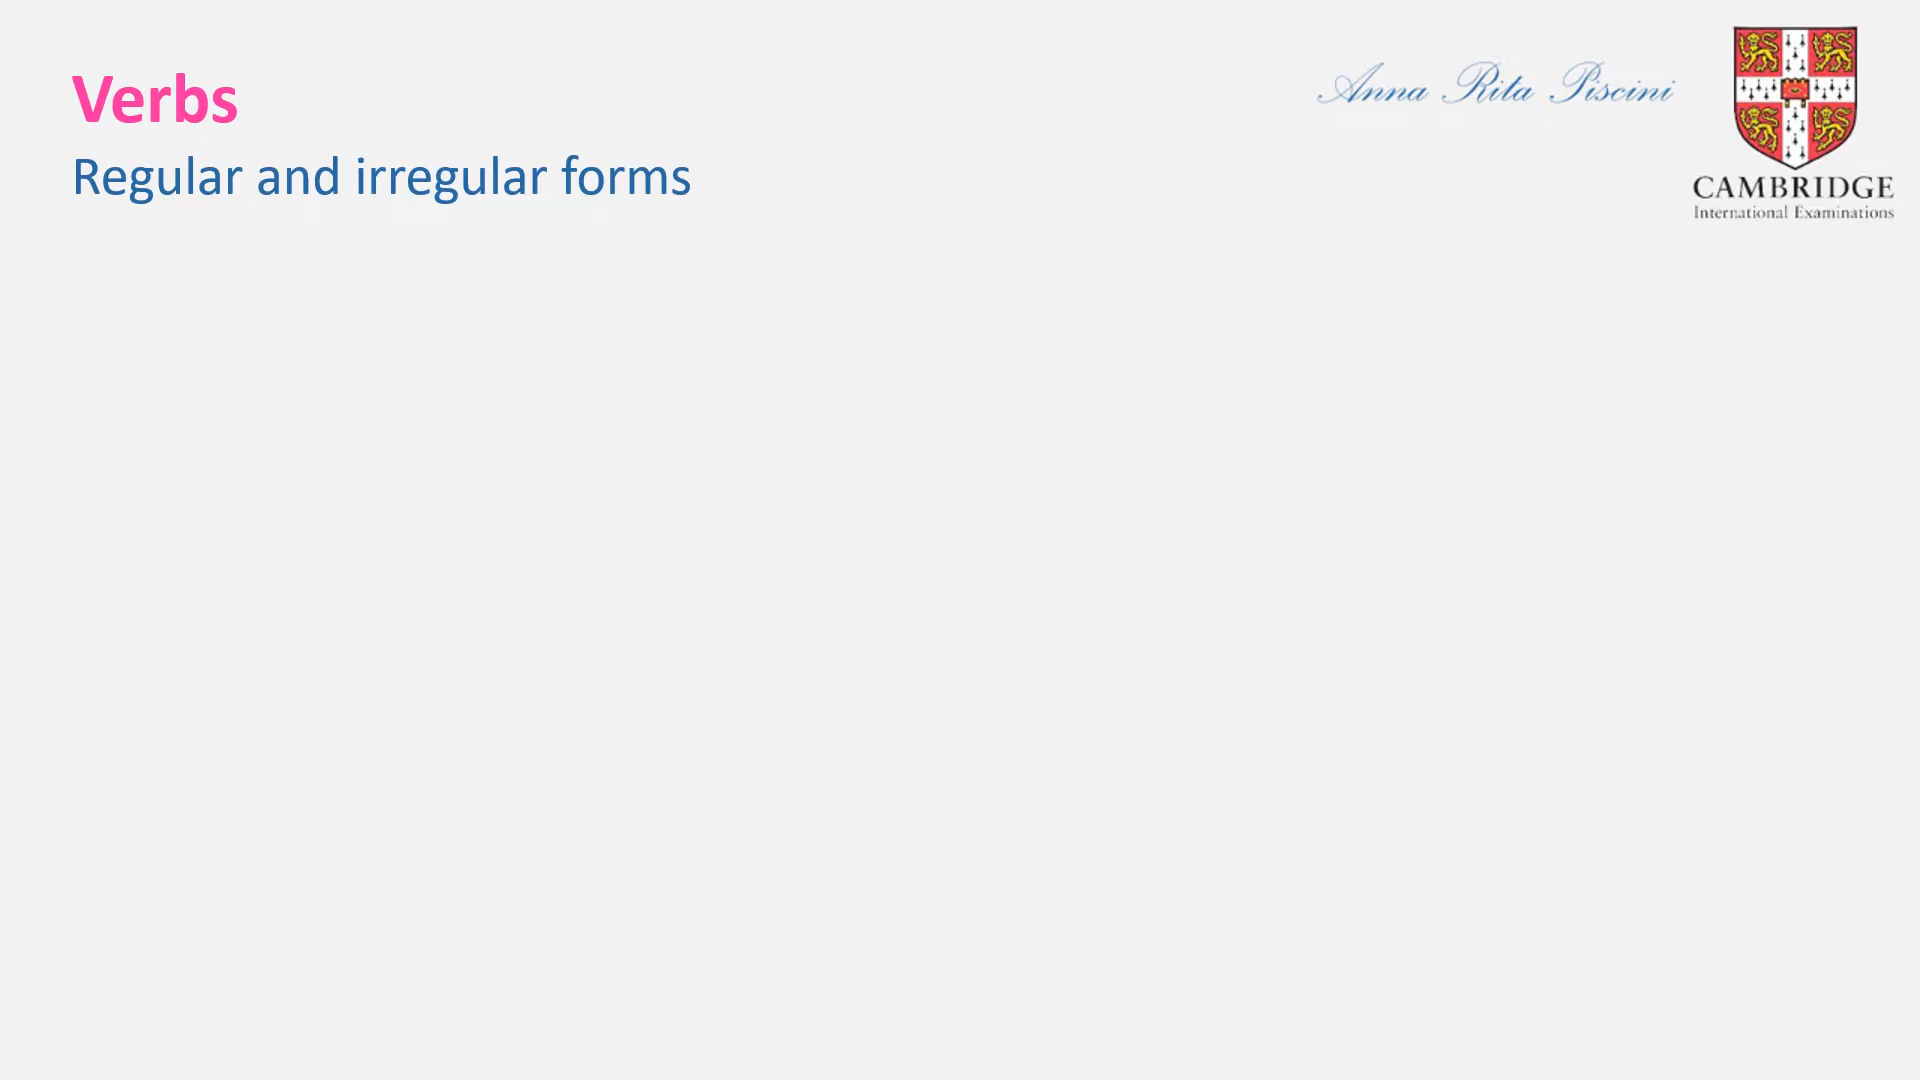 Verbs
Regular and irregular forms
Anna Rita Piscini
CAMBRIDGE
International Examinations